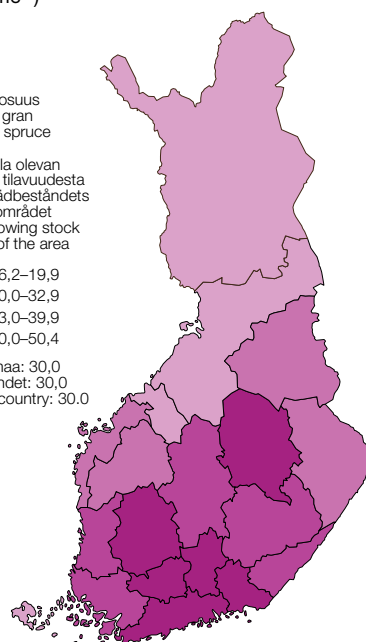 osuus
gran
spruce
la olevan
tilavuudesta
ädbeståndets
området
owing stock
of the area
6,2–19,9
0,0–32,9
3,0–39,9
0,0–50,4
naa: 30,0
ndet: 30,0
country: 30.0